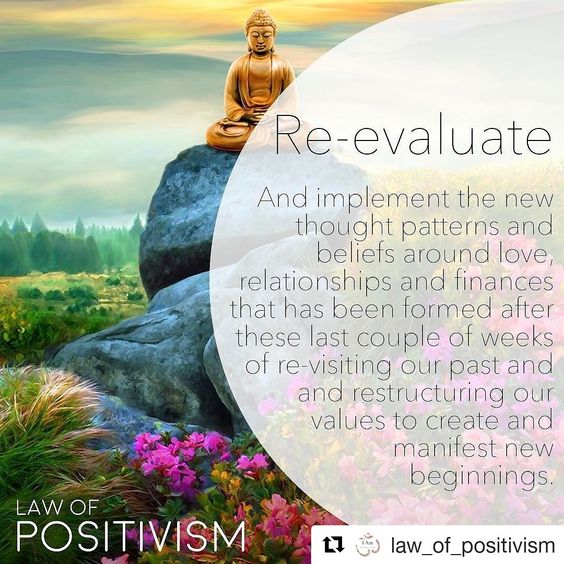 Re-evaluate
And implement the new
thought patterns and
beliefs around love,
relationships and finances
that has been formed after
these last couple of weeks
of re-visiting our past and
and restructuring our
values to create and
manifest new
beginnings.
LAW OF
POSITIVISM
law_of_positivism